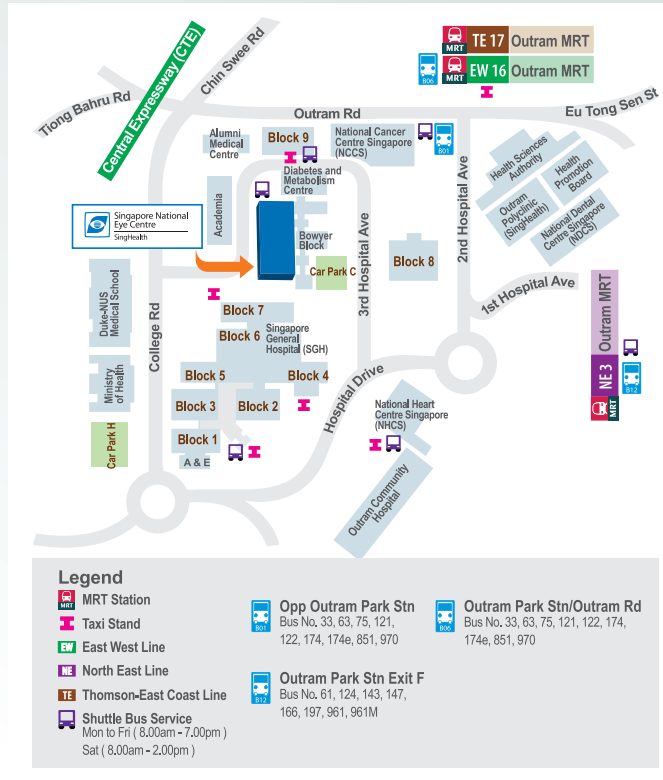 TE 17 Outram MRT
MRT
EW 16 Outram MRT
MRT
B06
Central Expressway (CTE)
Chin Swee Rd
Tiong Bahru Rd
Outram Rd
Eu Tong Sen St
Alumni
Medical
Centre
Block 9
National Cancer
Centre Singapore
(NCCS)
B01
Health Sciences
Authority
Health
Promotion
Board
Outram
Polyclinic
(SingHealth)
National Dental
Centre Singapore
(NDCS)
Diabetes and
Metabolism
Centre
Academia
Singapore National
Eye Centre
SingHealth
Bowyer
Block
Car Park C
3rd Hospital Ave
Block 8
2nd Hospital Ave
1st Hospital Ave
Duke-NUS
Medical School
College Rd
Block 7
Block 6
Singapore
General
Hospital (SGH)
Block 5
Block 4
Hospital Drive
Outram MRT
NE 3
B12
MRT
Ministry
of Health
Block 3
Block 2
National Heart
Centre Singapore
(NHCS)
Car Park H
Block 1
A & E
Outram Community
Hospital
Legend
MRT
MRT Station
Taxi Stand
EW East West Line
NE North East Line
TE Thomson-East Coast Line
Shuttle Bus Service
Mon to Fri ( 8.00am - 7.00pm )
Sat ( 8.00am - 2.00pm )
B01
Opp Outram Park Stn
Bus No. 33, 63, 75, 121,
122, 174, 174e, 851, 970
B12
Outram Park Stn Exit F
Bus No. 61, 124, 143, 147,
166, 197, 961, 961M
B06
Outram Park Stn/Outram Rd
Bus No. 33, 63, 75, 121, 122, 174,
174e, 851, 970